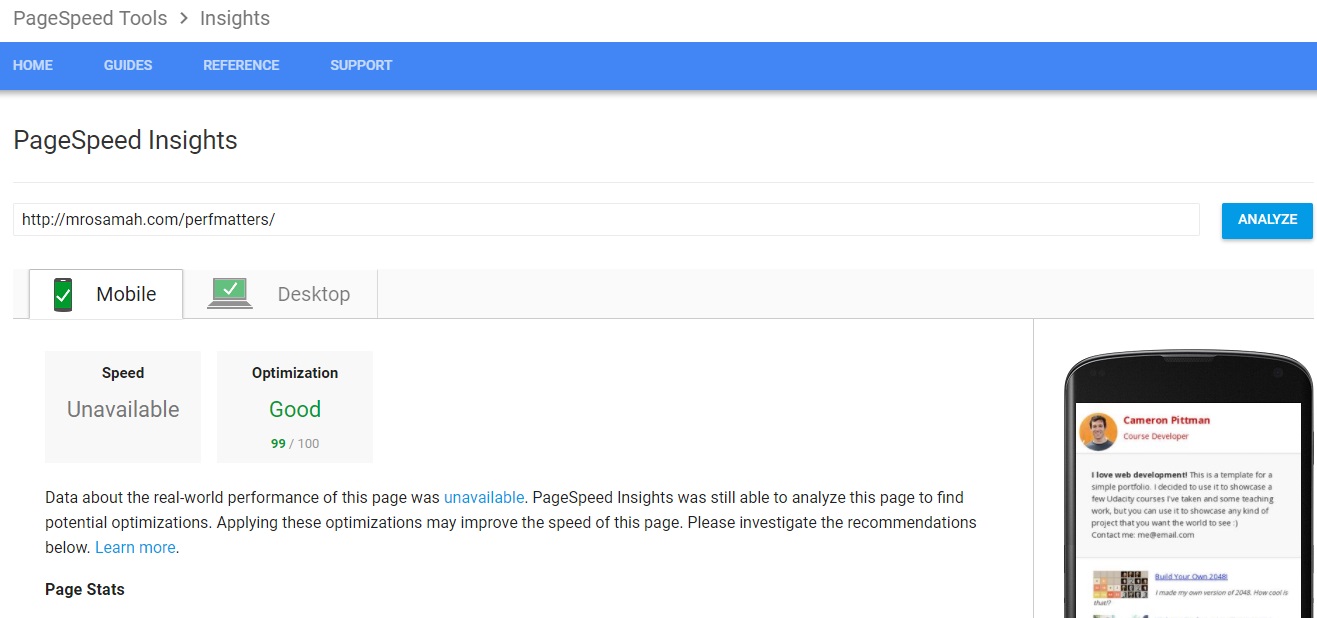 PageSpeed Tools > Insights
HOME GUIDES REFERENCE SUPPORT
PageSpeed Insights
http://mrosamah.com/perfmatters/ ANALYZE
Mobile Desktop
Speed Optimization
Unavailable Good
99 / 100
Data about the real-world performance of this page was unavailable. PageSpeed Insights was still able to analyze this page to find
potential optimizations. Applying these optimizations may improve the speed of this page. Please investigate the recommendations
below. Learn more.
Page Stats
Cameron Pittman
Course Developer
I love web development! This is a template for a
simple portfolio. I decided to use it to showcase a
few Udacity courses I've taken and some teaching
work, but you can use it to showcase any kind of
project that you want the world to see :)
Contact me: me@email.com
Build Your Own 2048!
I made my own version of 2048. How cool is
that!?